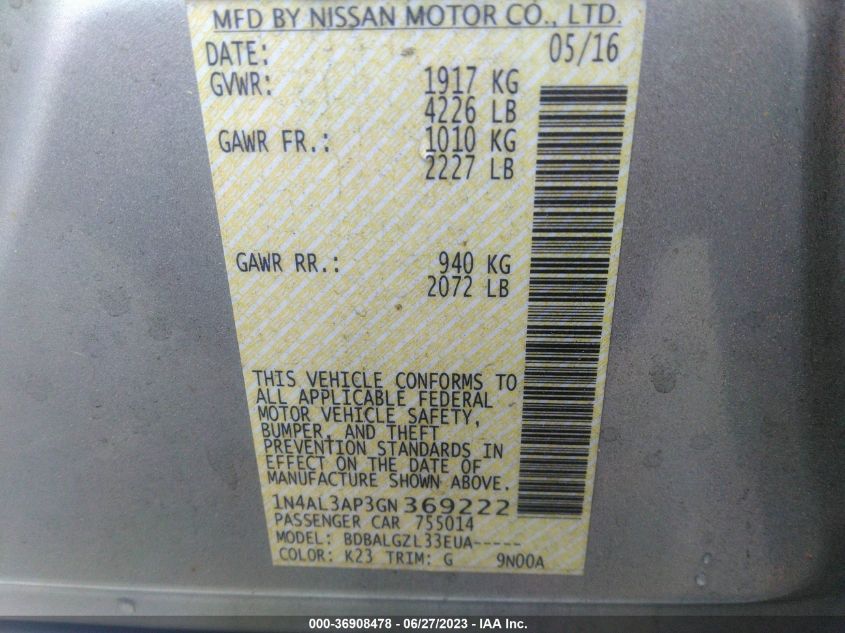 MFD BY NISSAN MOTOR CO., LTD.
DATE: 05/16
GVWR: 1917 KG
4226 LB
GAWR FR.: 1010 KG
2227 LB
GAWR RR.: 940 KG
2072 LB
THIS VEHICLE CONFORMS TO
ALL APPLICABLE FEDERAL
MOTOR VEHICLE SAFETY,
BUMPER, AND THEFT
PREVENTION STANDARDS IN
EFFECT ON THE DATE OF
MANUFACTURE SHOWN ABOVE.
1N4AL3AP3GN369222
PASSENGER CAR 755014
MODEL: BDBALGZL33EUA-----
COLOR: K23 TRIM: G 9N00A
000-36908478 - 06/27/2023 - IAA Inc.